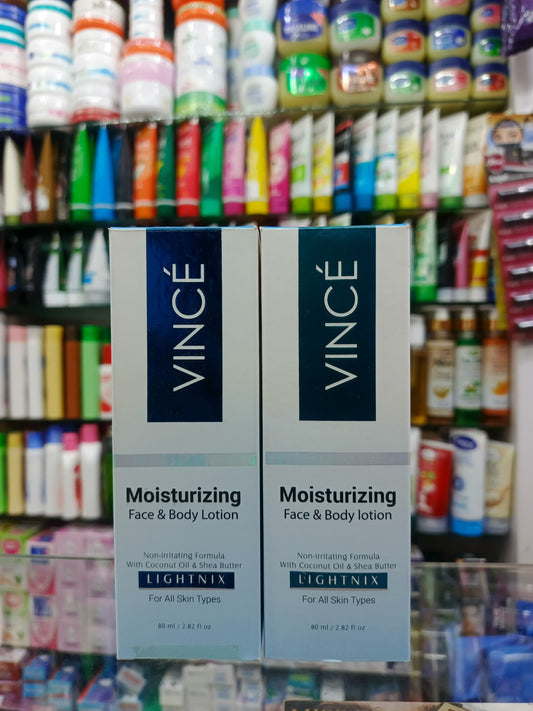 VINCÉ
Moisturizing
Face & Body Lotion
Non-irritating Formula
With Coconut Oil & Shea Butter
LIGHTNIX
For All Skin Types
80 ml / 2.82 fl oz
VINCÉ
Moisturizing
Face & Body lotion
Non-irritating Formula
With Coconut Oil & Shea Butter
LIGHTNIX
For All Skin Types
80 ml / 2.82 fl oz